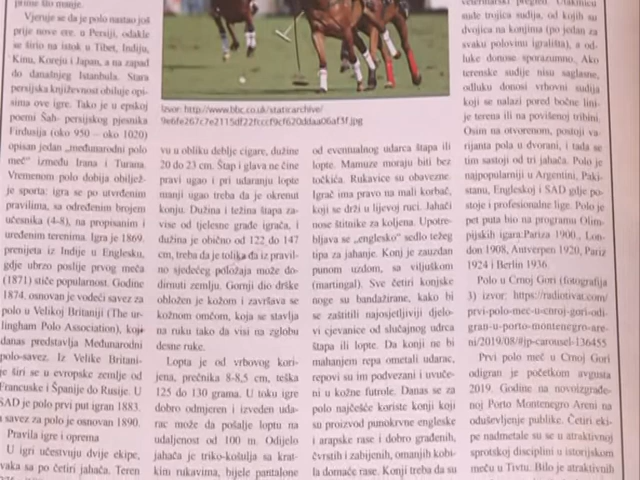 prime što manje.
Vjeruje se da je polo nastao još
prije nove ere. u Persiji, odakle
se širio na istok u Tibet, Indiju,
Kinu, Koreju i Japan, a na zapad
do današnjeg Istanbula. Stara
persijska književnost obiluje opi-
sima ove igre. Tako je u epskoj
poemi Šah- persijskog pjesnika
Firdusija (oko 950 – oko 1020)
opisan jedan „međunarodni polo
meč” između Irana i Turana.
Vremenom polo dobija obiljež-
je sporta: igra se po utvrđenim
pravilima, sa određenim brojem
učesnika (4-8), na propisanim i
uređenim terenima. Igra je 1869.
prenijeta iz Indije u Englesku,
gdje ubrzo poslije prvog meča
(1871) stiče popularnost. Godine
1874. osnovan je vodeći savez za
polo u Velikoj Britaniji (The ur-
lingham Polo Association), koja
danas predstavlja Međunarodni
polo-savez. Iz Velike Britani-
je širi se u evropske zemlje od
Francuske i Španije do Rusije. U
SAD je polo prvi put igran 1883.
a savez za polo je osnovan 1890.
Pravila igre i oprema
U igri učestvuju dvije ekipe,
svaka sa po četiri jahača. Teren
Izvor: http://www.bbc.co.uk/staticarchive/
9e6fe267c7e2115df22fcccf9cf620ddaa06af3f.jpg
vu u obliku deblje cigare, dužine
20 do 23 cm. Štap i glava ne čine
pravi ugao i pri udaranju lopte
manji ugao treba da je okrenut
konju. Dužina i težina štapa za-
vise od tjelesne građe igrača, i
dužina je obično od 122 do 147
cm, treba da je tolika da iz pravil-
no sjedećeg položaja može do-
dirnuti zemlju. Gornji dio drške
obložen je kožom i završava se
kožnom omčom, koja se stavlja
na ruku tako da visi na zglobu
desne ruke.
Lopta je od vrbovog kori-
jena, prečnika 8-8,5 cm, teška
125 do 130 grama. U toku igre
dobro odmjeren i izveden uda-
rac može da pošalje loptu na
udaljenost od 100 m. Odijelo
jahača je triko-košulja sa krat-
kim rukavima, bijele pantalone
od eventualnog udarca štapa ili
lopte. Mamuze moraju biti bez
točkića. Rukavice su obavezne.
Igrač ima pravo na mali korbač,
koji se drži u lijevoj ruci. Jahači
nose štitnike za koljena. Upotre-
bljava se „englesko” sedlo težeg
tipa za jahanje. Konj je zauzdan
punom uzdom, sa viljuškom
(martingal). Sve četiri konjske
noge su bandažirane, kako bi
se zaštitili najosjetljiviji djelo-
vi cjevanice od slučajnog udrca
štapa ili lopte. Da konji ne bi
mahanjem repa ometali udarac,
repovi su im podvezani i uvuče-
ni u kožne futrole. Danas se za
polo najčešće koriste konji koji
su proizvod punokrvne engleske
i arapske rase i dobro građenih,
čvrstih i zabijenih, omanjih kobi-
la domaće rase. Konji treba da su
veterinarski pregled. Utakmicu
sude trojica sudija, od kojih su
dvojica na konjima (po jedan za
svaku polovinu igrališta), a od-
luke donose sporazumno. Ako
terenske sudije nisu saglasne,
odluku donosi vrhovni sudija
koji se nalazi pored bočne lini-
je terena ili na povišenoj tribini.
Osim na otvorenom, postoji va-
rijanta pola u dvorani, i tada se
tim sastoji od tri jahača. Polo je
najpopularniji u Argentini, Paki-
stanu, Engleskoj i SAD gdje po-
stoje i profesionalne lige. Polo je
pet puta bio na programu Olim-
pijskih igara:Pariza 1900., Lon-
don 1908, Antverpen 1920, Pariz
1924 i Berlin 1936.
Polo u Crnoj Gori (fotografija
3) izvor: https://radiotivat.com/
prvi-polo-mec-u-crnoj-gori-odi-
gran-u-porto-montenegro-are-
ni/2019/08/#jp-carousel-136455
Prvi polo meč u Crnoj Gori
odigran je početkom avgusta
2019. Godine na novoizgrađe-
noj Porto Montenegro Areni na
oduševljenje publike. Četiri eki-
pe nadmetale su se u atraktivnoj
sprotskoj disciplini u istorijskom
meču u Tivtu. Bilo je atraktivnih